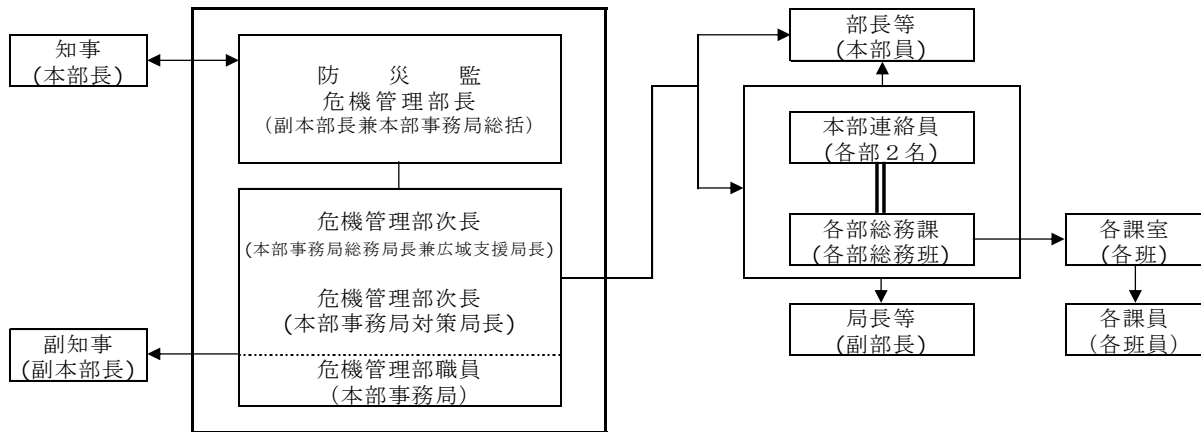 知事
(本部長)
防災監
危機管理部長
(副本部長兼本部事務局総括)
危機管理部次長
(本部事務局総務局長兼広域支援局長)
危機管理部次長
(本部事務局対策局長)
危機管理部職員
(本部事務局)
副知事
(副本部長)
部長等
(本部員)
本部連絡員
(各部２名)
各部総務課
(各部総務班)
局長等
(副部長)
各課室
(各班)
各課員
(各班員)